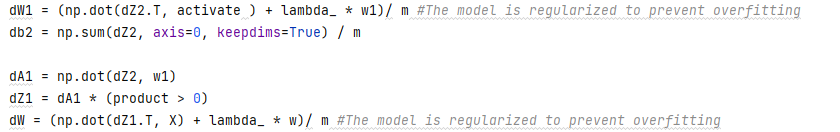 dW1 = (np.dot(dZ2.T, activate ) + lambda_ * w1)/ m #The model is regularized to prevent overfitting
db2 = np.sum(dZ2, axis=0, keepdims=True) / m
dA1 = np.dot(dZ2, w1)
dZ1 = dA1 * (product > 0)
dW = (np.dot(dZ1.T, X) + lambda_ * w)/ m #The model is regularized to prevent overfitting